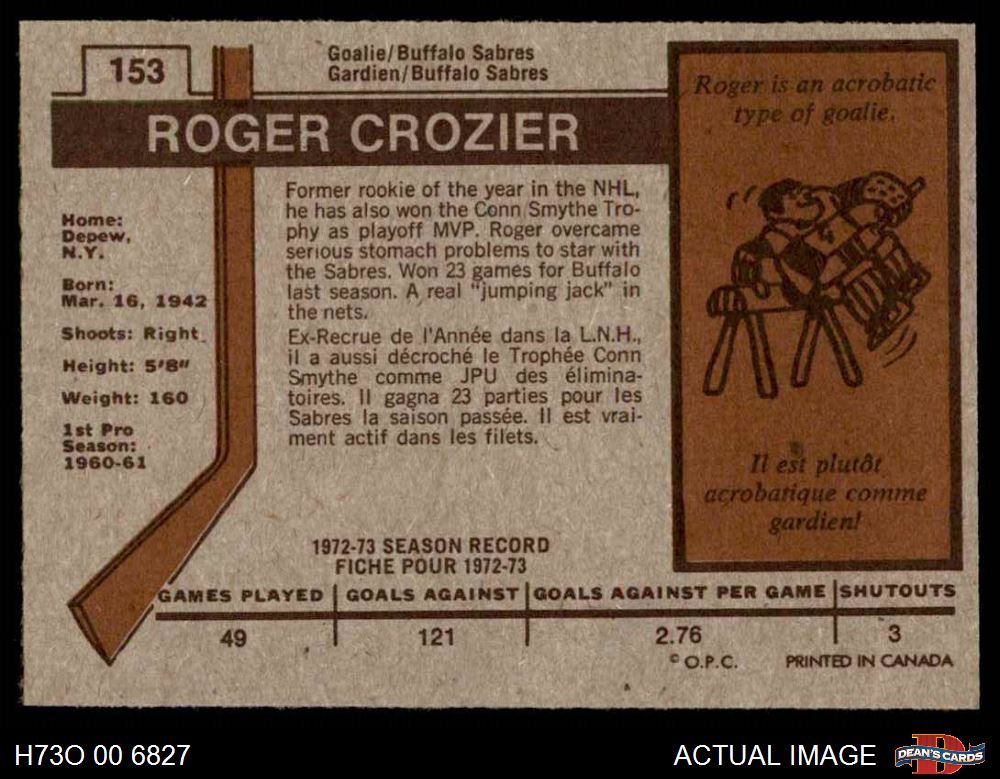 153
Goalie/Buffalo Sabres
Gardien/Buffalo Sabres
ROGER CROZIER
Home:
Depew,
N.Y.
Born:
Mar. 16, 1942
Shoots: Right
Height: 5'8"
Weight: 160
1st Pro
Season:
1960-61
Former rookie of the year in the NHL,
he has also won the Conn Smythe Tro-
phy as playoff MVP. Roger overcame
serious stomach problems to star with
the Sabres. Won 23 games for Buffalo
last season. A real "jumping jack" in
the nets.
Ex-Recrue de l'Année dans la L.N.H.,
il a aussi décroché le Trophée Conn
Smythe comme JPU des élimina-
toires. Il gagna 23 parties pour les
Sabres la saison passée. Il est vrai-
ment actif dans les filets.
Roger is an acrobatic
type of goalie.
Il est plutôt
acrobatique comme
gardien!
1972-73 SEASON RECORD
FICHE POUR 1972-73
GAMES PLAYED GOALS AGAINST GOALS AGAINST PER GAME SHUTOUTS
49 121 2.76 3
© O.P.C. PRINTED IN CANADA
H73O 00 6827 ACTUAL IMAGE DEAN'S CARDS